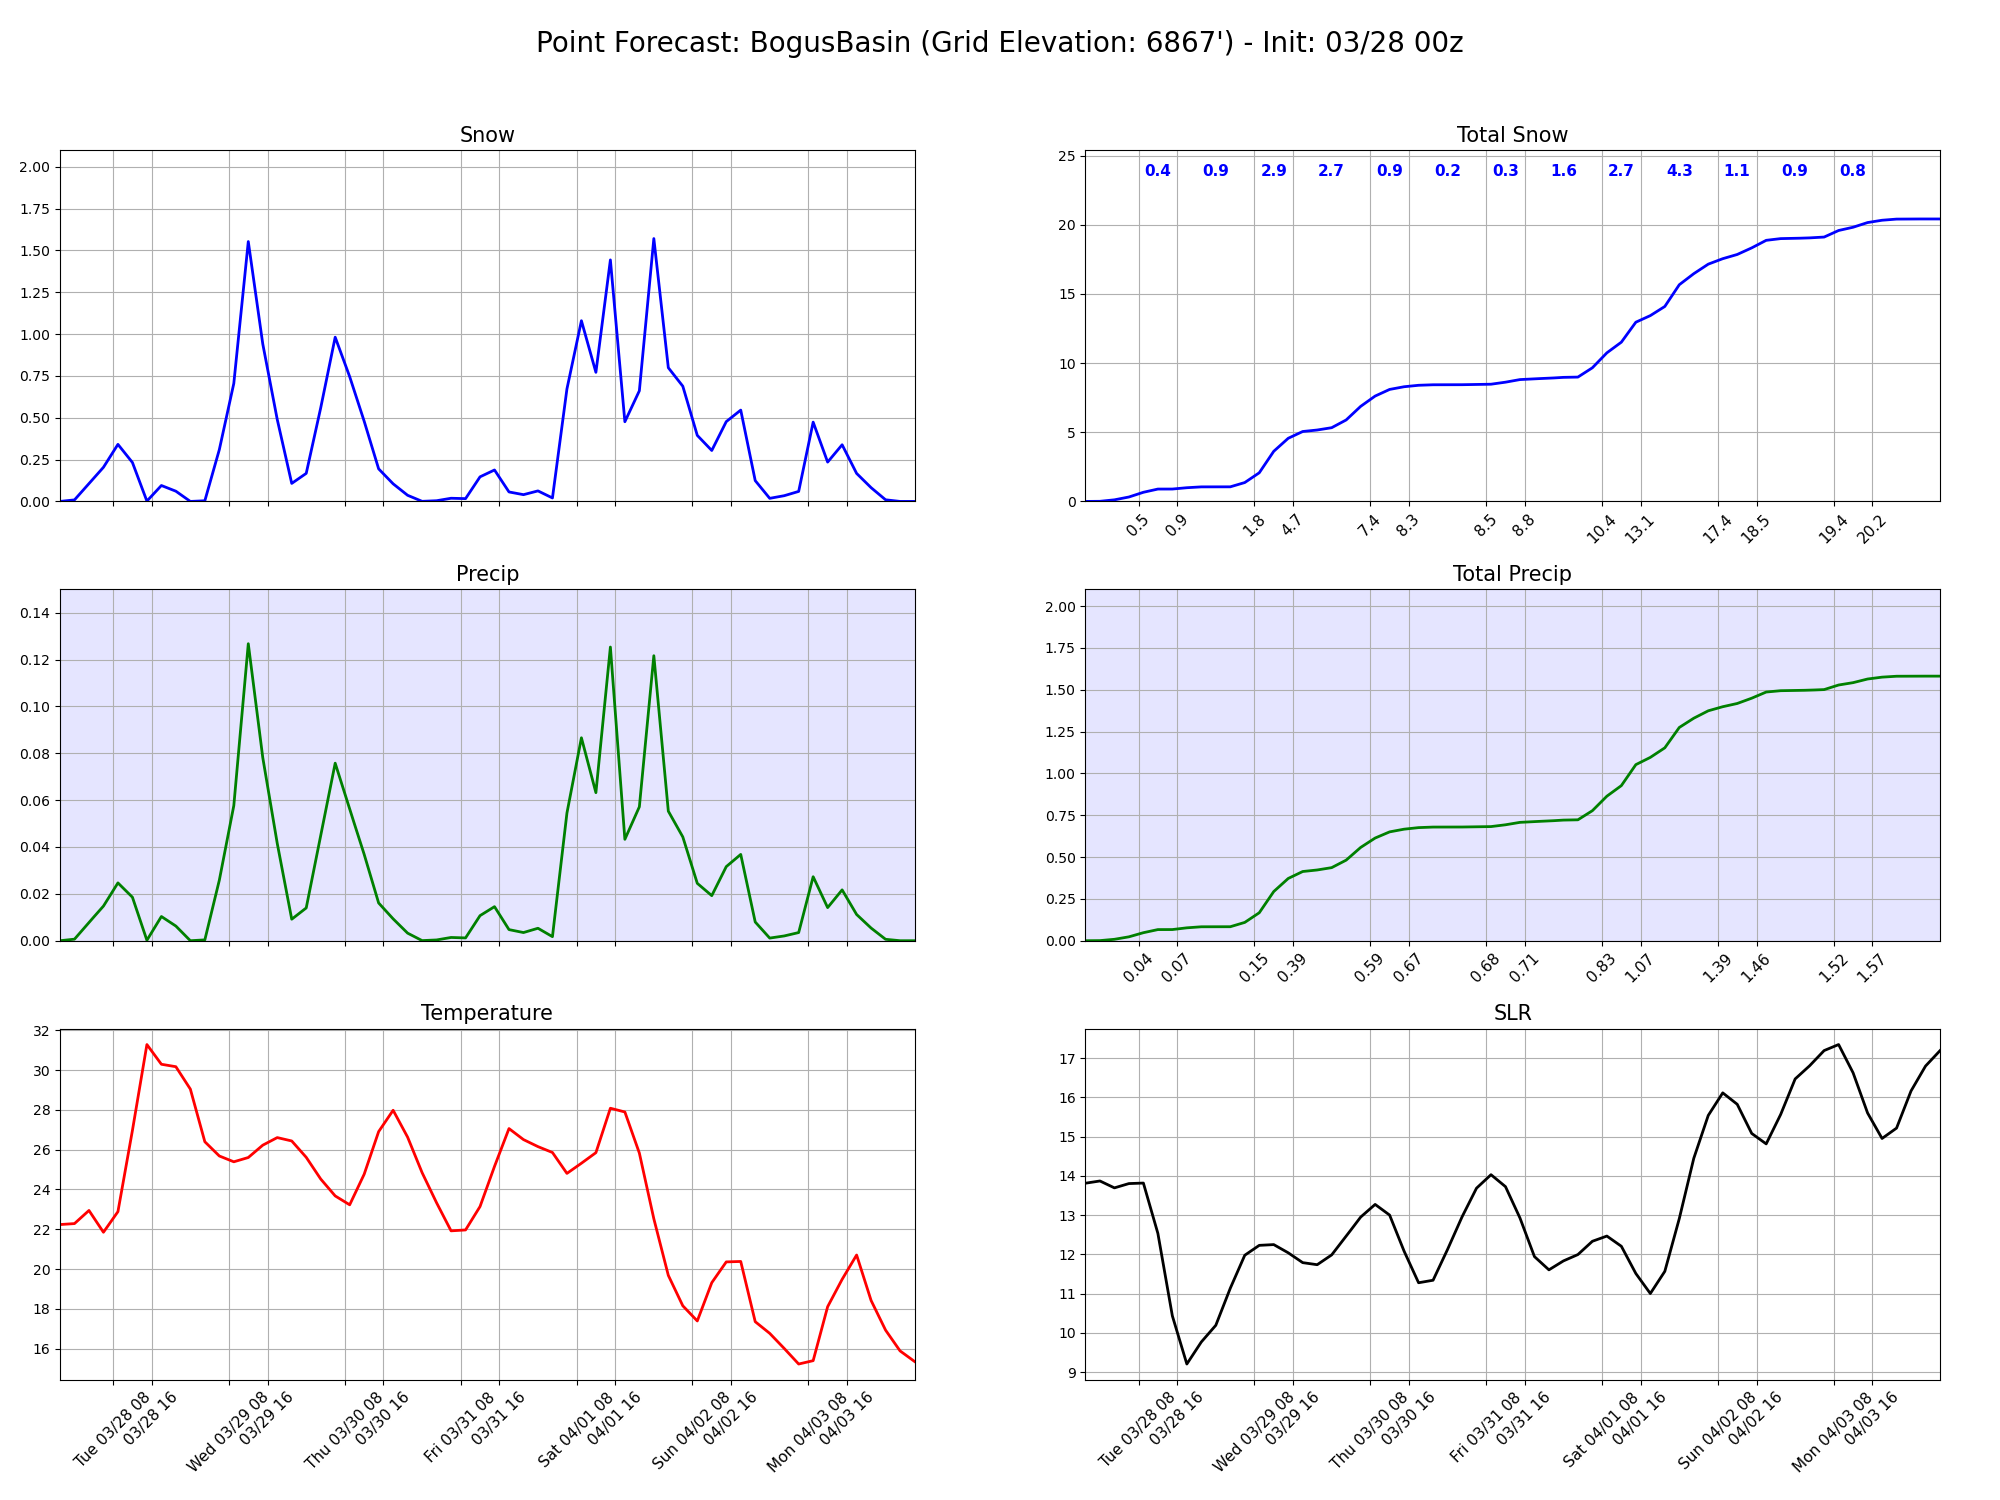 Point Forecast: BogusBasin (Grid Elevation: 6867') - Init: 03/28 00z
Snow
2.00
1.75
1.50
1.25
1.00
0.75
0.50
0.25
0.00
Total Snow
25
20
15
10
5
0
0.4 0.9 2.9 2.7 0.9 0.2 0.3 1.6 2.7 4.3 1.1 0.9 0.8
0.5 0.9 1.8 4.7 7.4 8.3 8.5 8.8 10.4 13.1 17.4 18.5 19.4 20.2
Precip
0.14
0.12
0.10
0.08
0.06
0.04
0.02
0.00
Total Precip
2.00
1.75
1.50
1.25
1.00
0.75
0.50
0.25
0.00
0.04 0.07 0.15 0.39 0.59 0.67 0.68 0.71 0.83 1.07 1.39 1.46 1.52 1.57
Temperature
32
30
28
26
24
22
20
18
16
Tue 03/28 08
03/28 16
Wed 03/29 08
03/29 16
Thu 03/30 08
03/30 16
Fri 03/31 08
03/31 16
Sat 04/01 08
04/01 16
Sun 04/02 08
04/02 16
Mon 04/03 08
04/03 16
SLR
17
16
15
14
13
12
11
10
9
Tue 03/28 08
03/28 16
Wed 03/29 08
03/29 16
Thu 03/30 08
03/30 16
Fri 03/31 08
03/31 16
Sat 04/01 08
04/01 16
Sun 04/02 08
04/02 16
Mon 04/03 08
04/03 16